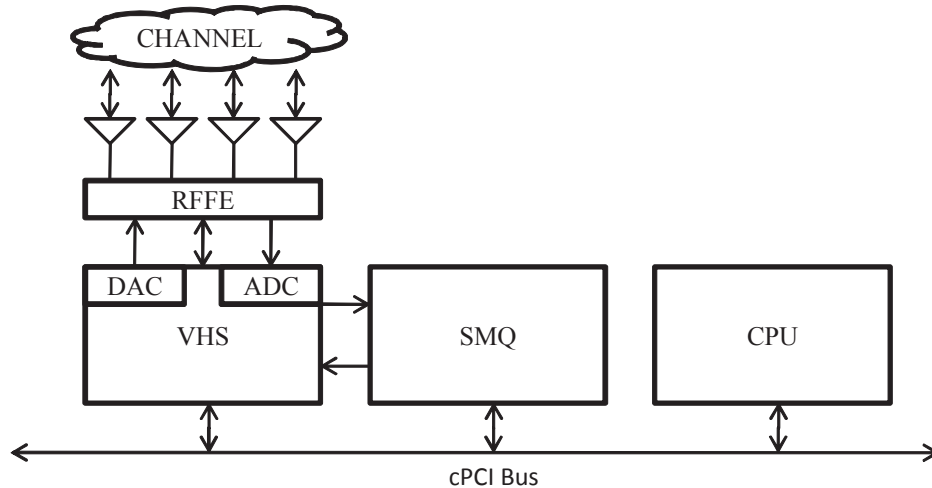 CHANNEL
RFFE
DAC
ADC
VHS
SMQ
CPU
cPCI Bus